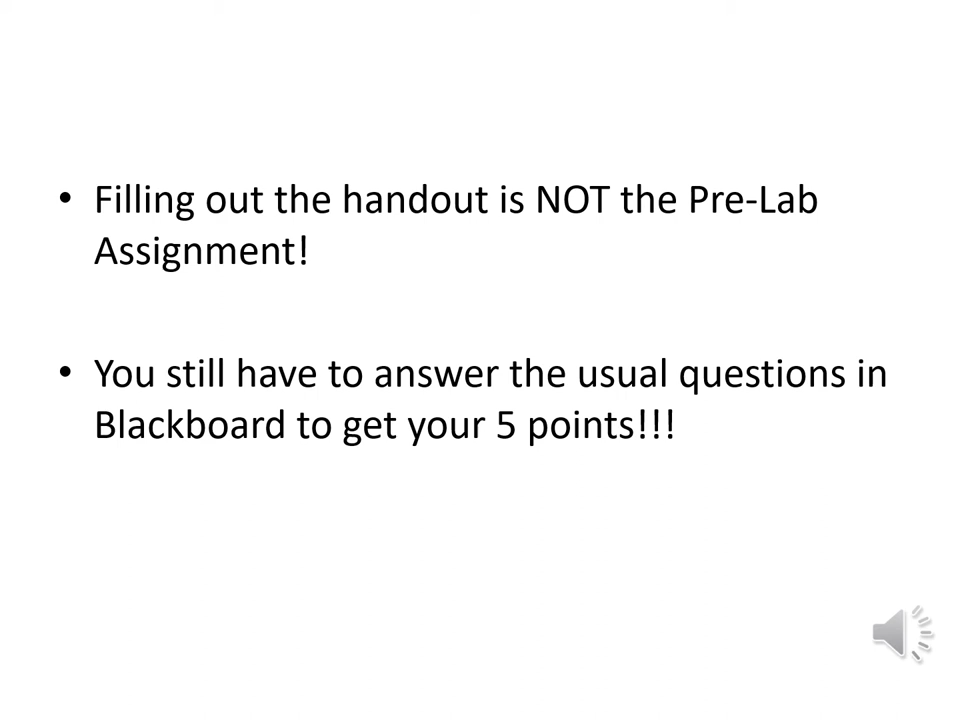 • Filling out the handout is NOT the Pre-Lab
Assignment!
• You still have to answer the usual questions in
Blackboard to get your 5 points!!!